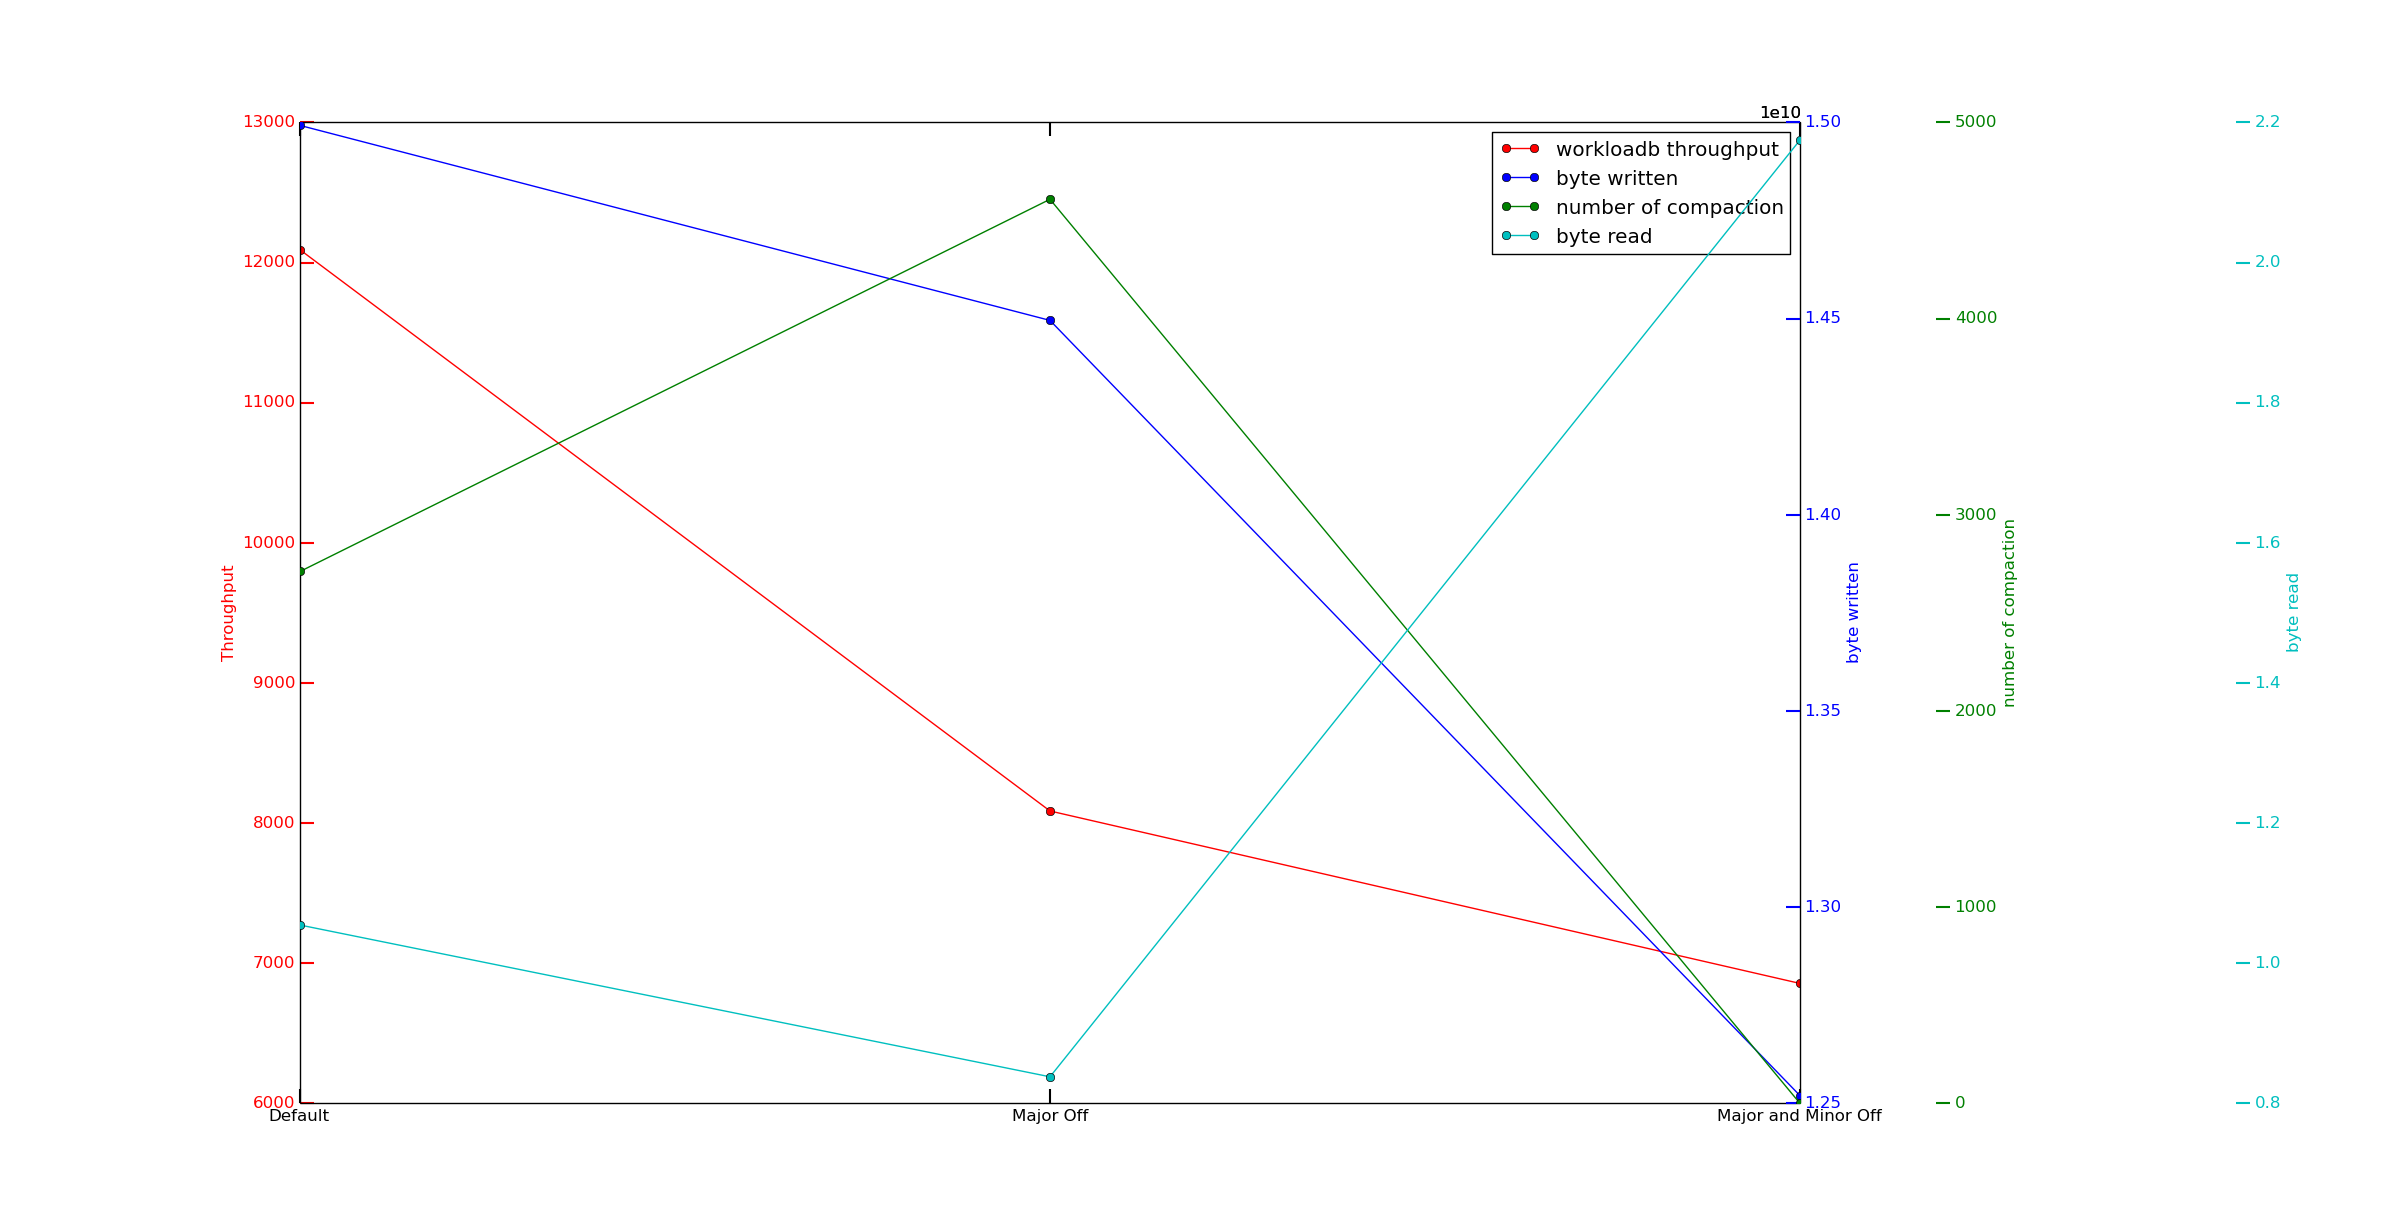 1e10
13000
12000
11000
10000
9000
8000
7000
6000
Throughput
workloadb throughput
byte written
number of compaction
byte read
1.50
1.45
1.40
1.35
1.30
1.25
byte written
5000
4000
3000
2000
1000
0
number of compaction
2.2
2.0
1.8
1.6
1.4
1.2
1.0
0.8
byte read
Default
Major Off
Major and Minor Off